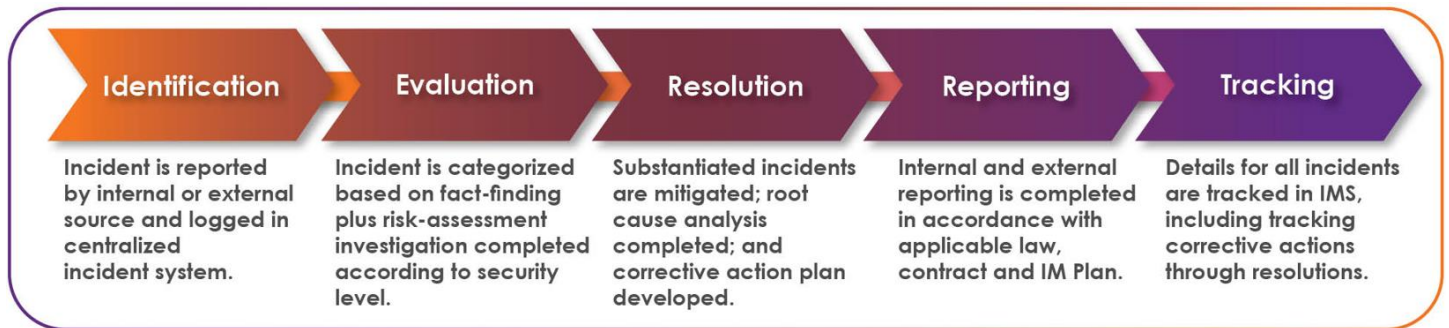 Identification
Incident is reported
by internal or external
source and logged in
centralized
incident system.
Evaluation
Incident is categorized
based on fact-finding
plus risk-assessment
investigation completed
according to security
level.
Resolution
Substantiated incidents
are mitigated; root
cause analysis
completed; and
corrective action plan
developed.
Reporting
Internal and external
reporting is completed
in accordance with
applicable law,
contract and IM Plan.
Tracking
Details for all incidents
are tracked in IMS,
including tracking
corrective actions
through resolutions.